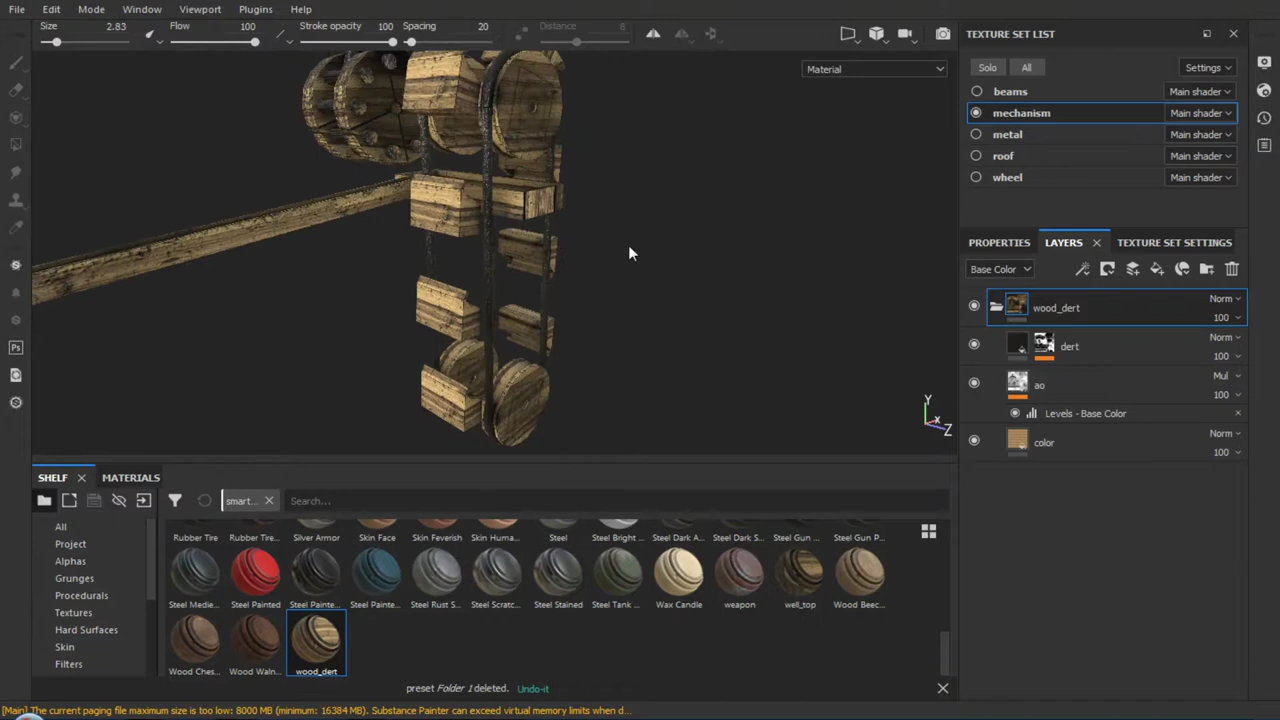 File Edit Mode Window Viewport Plugins Help
Size 2.83 Flow 100 Stroke opacity 100 Spacing 20 Distance 8
Material
TEXTURE SET LIST
Solo All Settings
beams Main shader
mechanism Main shader
metal Main shader
roof Main shader
wheel Main shader
PROPERTIES LAYERS TEXTURE SET SETTINGS
Base Color
wood_dert Norm 100
dert Norm 100
ao Mul 100
Levels - Base Color
color Norm 100
Y
X
Z
SHELF MATERIALS
smart... Search...
All
Project
Alphas
Grunges
Procedurals
Textures
Hard Surfaces
Skin
Filters
Rubber Tire Rubber Tire... Silver Armor Skin Face Skin Feverish Skin Huma... Steel Steel Bright ... Steel Dark A... Steel Dark S... Steel Gun ... Steel Gun P...
Steel Medie... Steel Painted Steel Painte... Steel Painte... Steel Rust S... Steel Scratc... Steel Stained Steel Tank ... Wax Candle weapon well_top Wood Beec...
Wood Ches... Wood Waln... wood_dert
preset Folder 1 deleted. Undo-it
Ps
[Main] The current paging file maximum size is too low: 8000 MB (minimum: 16384 MB). Substance Painter can exceed virtual memory limits when d...